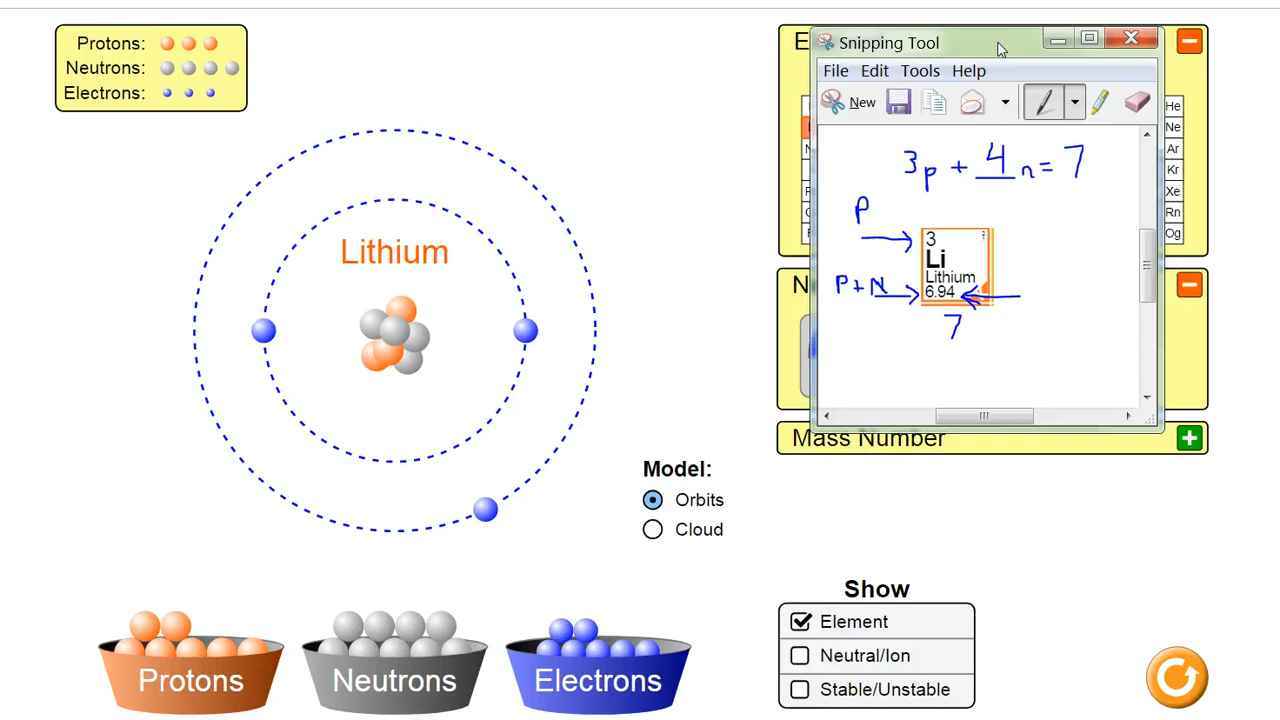 Protons:
Neutrons:
Electrons:
E
Snipping Tool
File Edit Tools Help
New
He
Ne
Ar
Kr
Xe
Rn
Og
3p + 4 n = 7
P
3
Li
Lithium
6.94
P+N
7
N
Mass Number
Lithium
Model:
Orbits
Cloud
Show
Element
Neutral/Ion
Stable/Unstable
Protons
Neutrons
Electrons